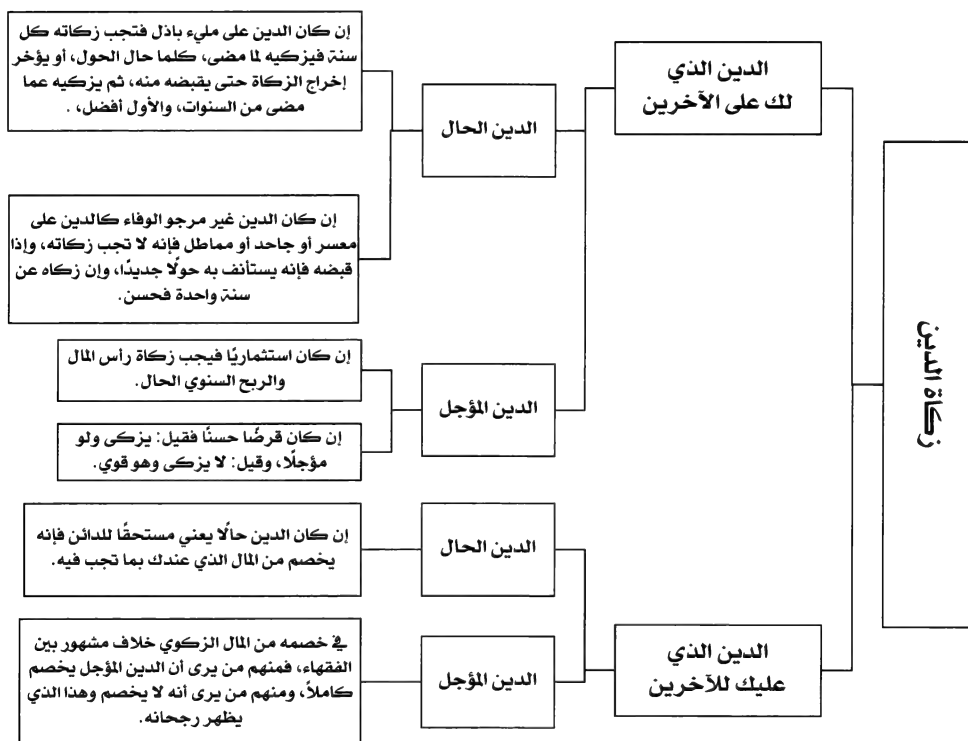 زكاة الدين
الدين الذي
لك على الآخرين
الدين الحال
إن كان الدين على مليء باذل فتجب زكاته كل
سنة فيزكيه لما مضى، كلما حال الحول، أو يؤخر
إخراج الزكاة حتى يقبضه منه، ثم يزكيه عما
مضى من السنوات، والأول أفضل، .
إن كان الدين غير مرجو الوفاء كالدين على
معسر أو جاحد أو مماطل فإنه لا تجب زكاته، وإذا
قبضه فإنه يستأنف به حولًا جديدًا، وإن زكاه عن
سنة واحدة فحسن.
الدين المؤجل
إن كان استثماريًا فيجب زكاة رأس المال
والربح السنوي الحال.
إن كان قرضًا حسنًا فقيل: يزكى ولو
مؤجلًا، وقيل: لا يزكى وهو قوي.
الدين الذي
عليك للآخرين
الدين الحال
إن كان الدين حالًا يعني مستحقًا للدائن فإنه
يخصم من المال الذي عندك بما تجب فيه.
الدين المؤجل
في خصمه من المال الزكوي خلاف مشهور بين
الفقهاء، فمنهم من يرى أن الدين المؤجل يخصم
كاملاً، ومنهم من يرى أنه لا يخصم وهذا الذي
يظهر رجحانه.